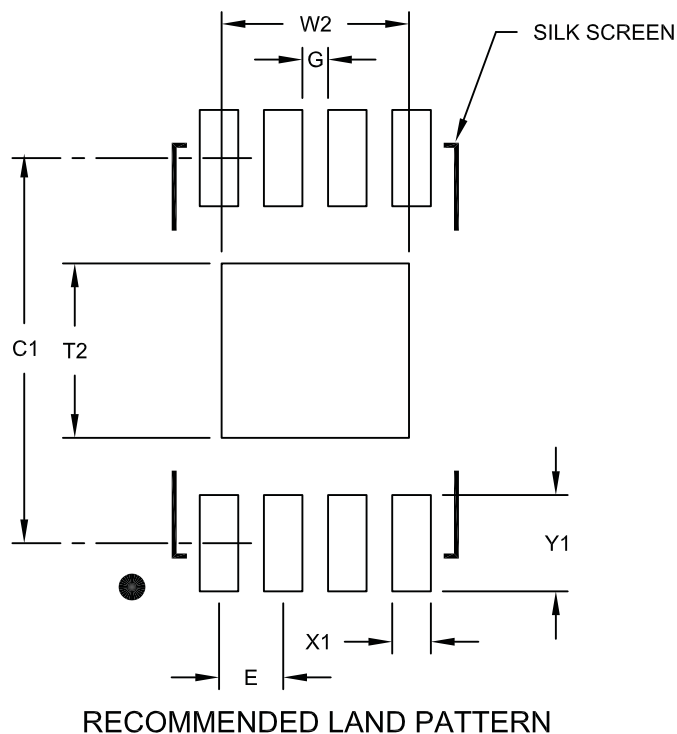 W2
SILK SCREEN
G
C1
T2
Y1
X1
E
RECOMMENDED LAND PATTERN